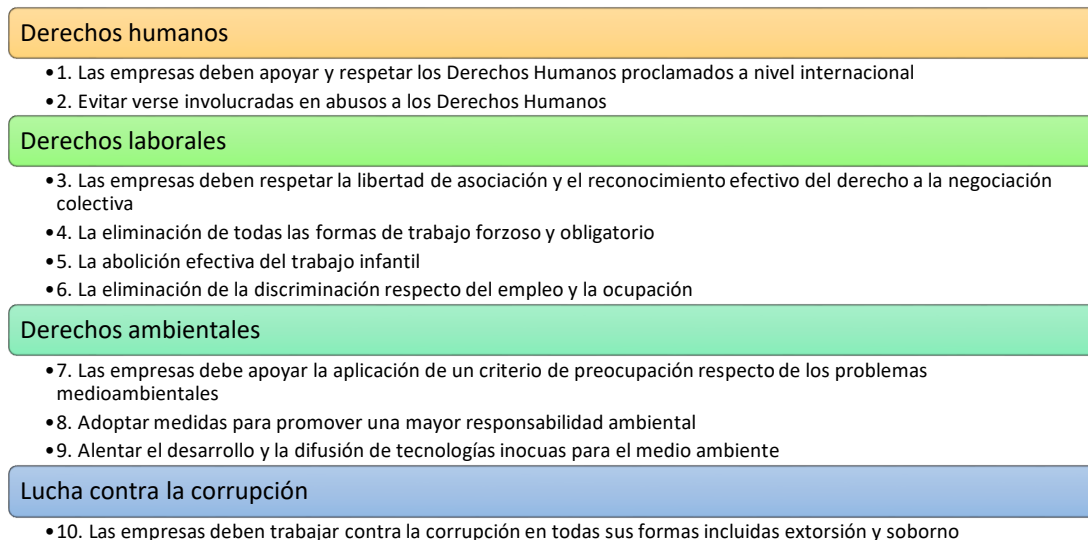 Derechos humanos
•1. Las empresas deben apoyar y respetar los Derechos Humanos proclamados a nivel internacional
•2. Evitar verse involucradas en abusos a los Derechos Humanos
Derechos laborales
•3. Las empresas deben respetar la libertad de asociación y el reconocimiento efectivo del derecho a la negociación
colectiva
•4. La eliminación de todas las formas de trabajo forzoso y obligatorio
•5. La abolición efectiva del trabajo infantil
•6. La eliminación de la discriminación respecto del empleo y la ocupación
Derechos ambientales
•7. Las empresas debe apoyar la aplicación de un criterio de preocupación respecto de los problemas
medioambientales
•8. Adoptar medidas para promover una mayor responsabilidad ambiental
•9. Alentar el desarrollo y la difusión de tecnologías inocuas para el medio ambiente
Lucha contra la corrupción
•10. Las empresas deben trabajar contra la corrupción en todas sus formas incluidas extorsión y soborno